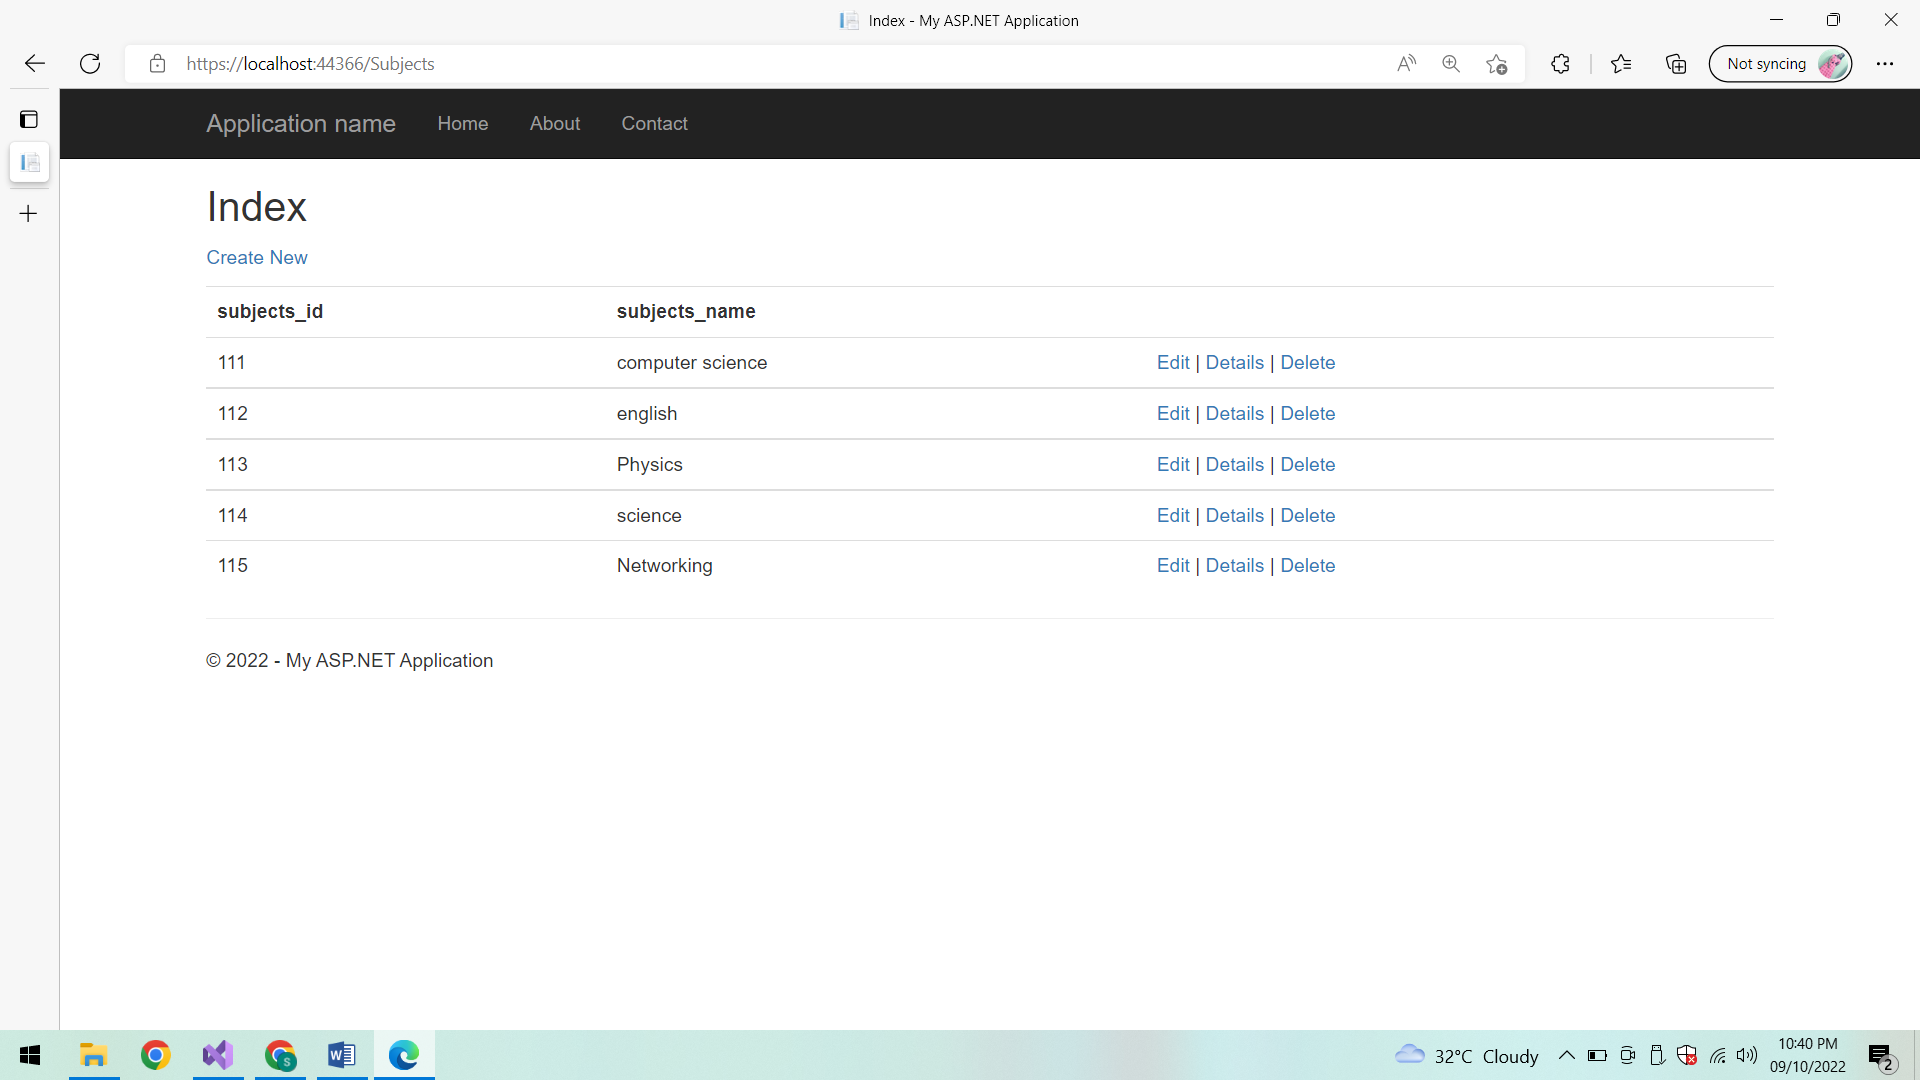 Index - My ASP.NET Application
https://localhost:44366/Subjects
Not syncing
Application name Home About Contact
Index
Create New
subjects_id subjects_name
111 computer science Edit | Details | Delete
112 english Edit | Details | Delete
113 Physics Edit | Details | Delete
114 science Edit | Details | Delete
115 Networking Edit | Details | Delete
© 2022 - My ASP.NET Application
32°C Cloudy
10:40 PM
09/10/2022
2